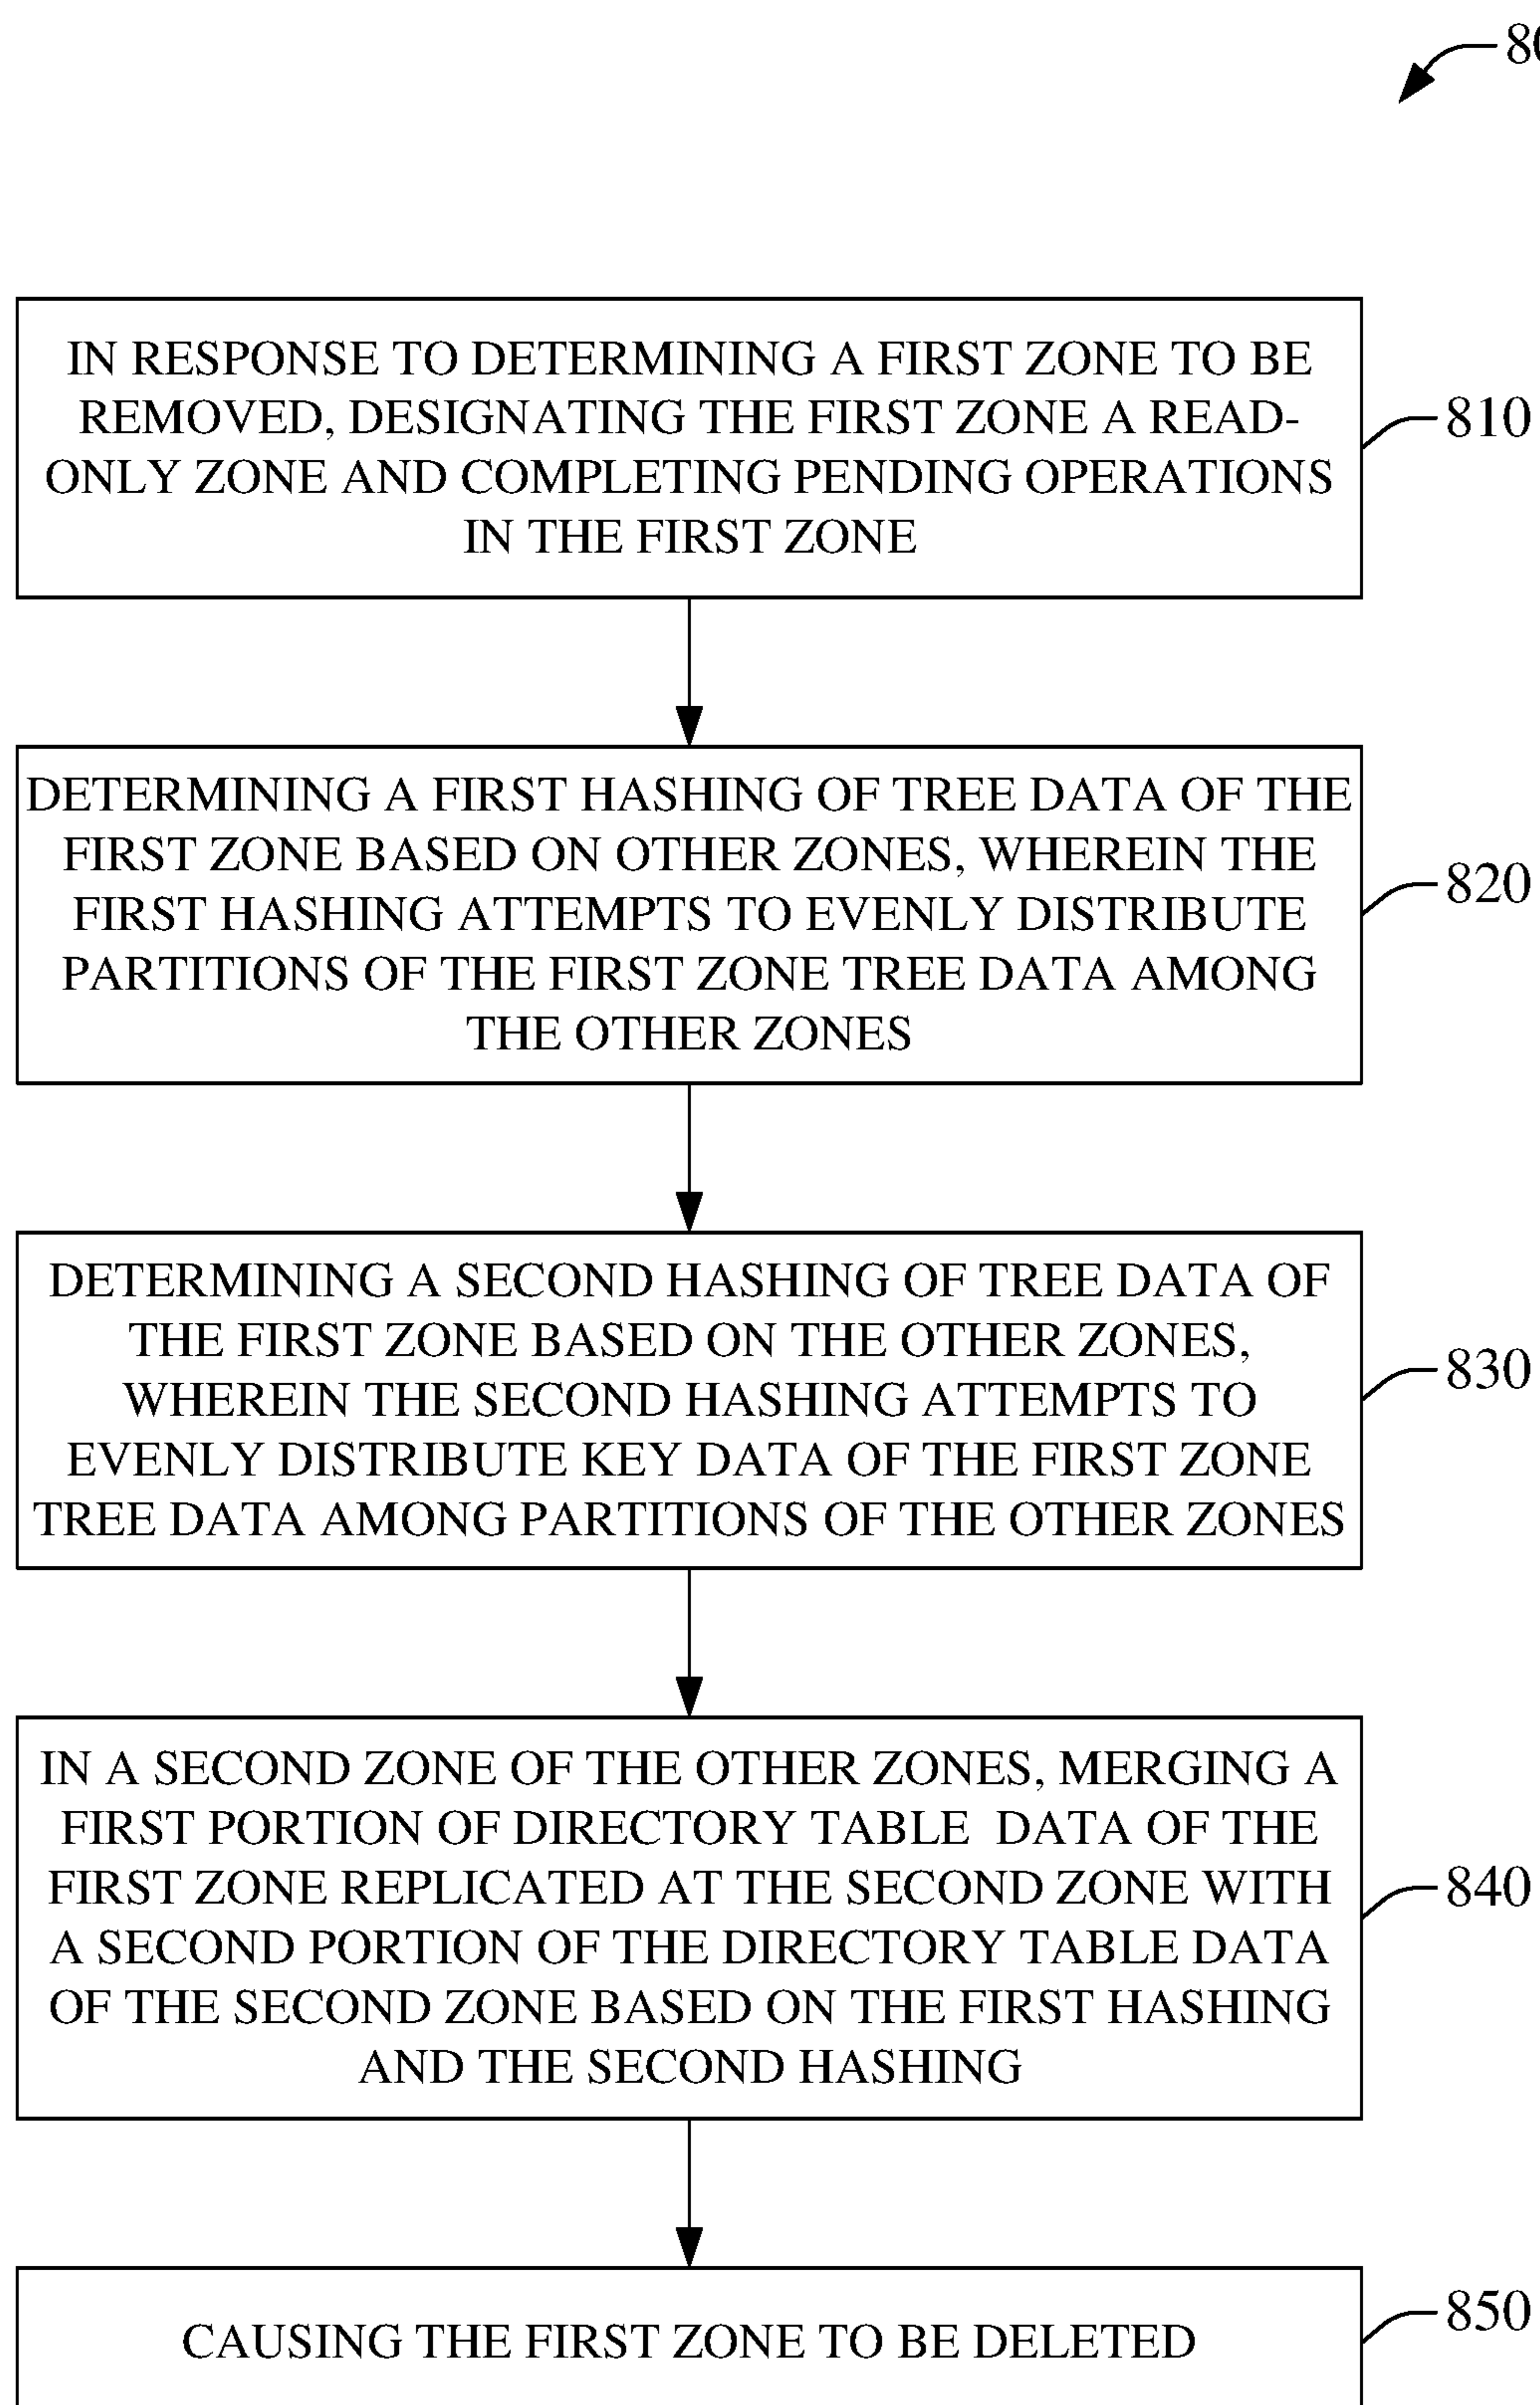 IN RESPONSE TO DETERMINING A FIRST ZONE TO BE
REMOVED, DESIGNATING THE FIRST ZONE A READ-
ONLY ZONE AND COMPLETING PENDING OPERATIONS
IN THE FIRST ZONE
810
DETERMINING A FIRST HASHING OF TREE DATA OF THE
FIRST ZONE BASED ON OTHER ZONES, WHEREIN THE
FIRST HASHING ATTEMPTS TO EVENLY DISTRIBUTE
PARTITIONS OF THE FIRST ZONE TREE DATA AMONG
THE OTHER ZONES
820
DETERMINING A SECOND HASHING OF TREE DATA OF
THE FIRST ZONE BASED ON THE OTHER ZONES,
WHEREIN THE SECOND HASHING ATTEMPTS TO
EVENLY DISTRIBUTE KEY DATA OF THE FIRST ZONE
TREE DATA AMONG PARTITIONS OF THE OTHER ZONES
830
IN A SECOND ZONE OF THE OTHER ZONES, MERGING A
FIRST PORTION OF DIRECTORY TABLE DATA OF THE
FIRST ZONE REPLICATED AT THE SECOND ZONE WITH
A SECOND PORTION OF THE DIRECTORY TABLE DATA
OF THE SECOND ZONE BASED ON THE FIRST HASHING
AND THE SECOND HASHING
840
CAUSING THE FIRST ZONE TO BE DELETED
850